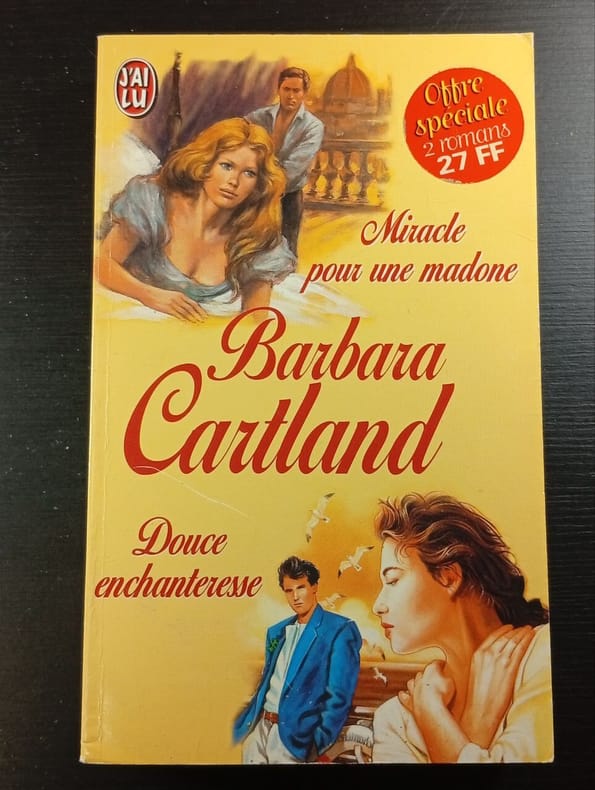 J'AI
LU
Offre
spéciale
2 romans
27 FF
Miracle
pour une madone
Barbara
Cartland
Douce
enchanteresse